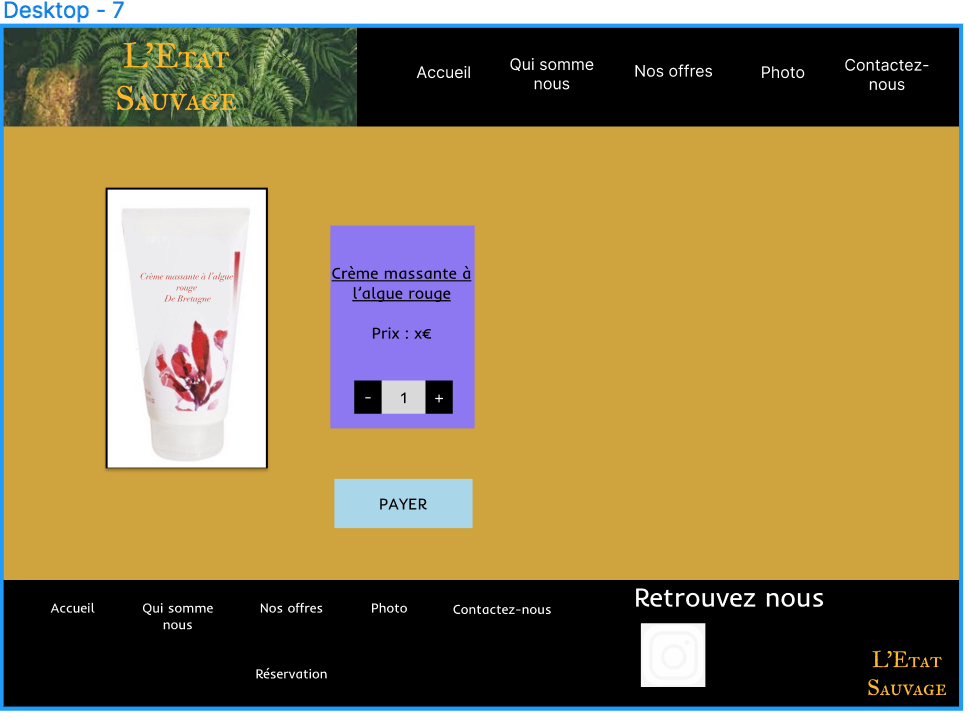 Desktop - 7
L'Etat
Sauvage
Accueil
Qui somme
nous
Nos offres
Photo
Contactez-
nous
Crème massante à l'algue
rouge
De Bretagne
Crème massante à
l'algue rouge
Prix : x€
- 1 +
PAYER
Accueil
Qui somme
nous
Nos offres
Photo
Contactez-nous
Réservation
Retrouvez nous
L'Etat
Sauvage